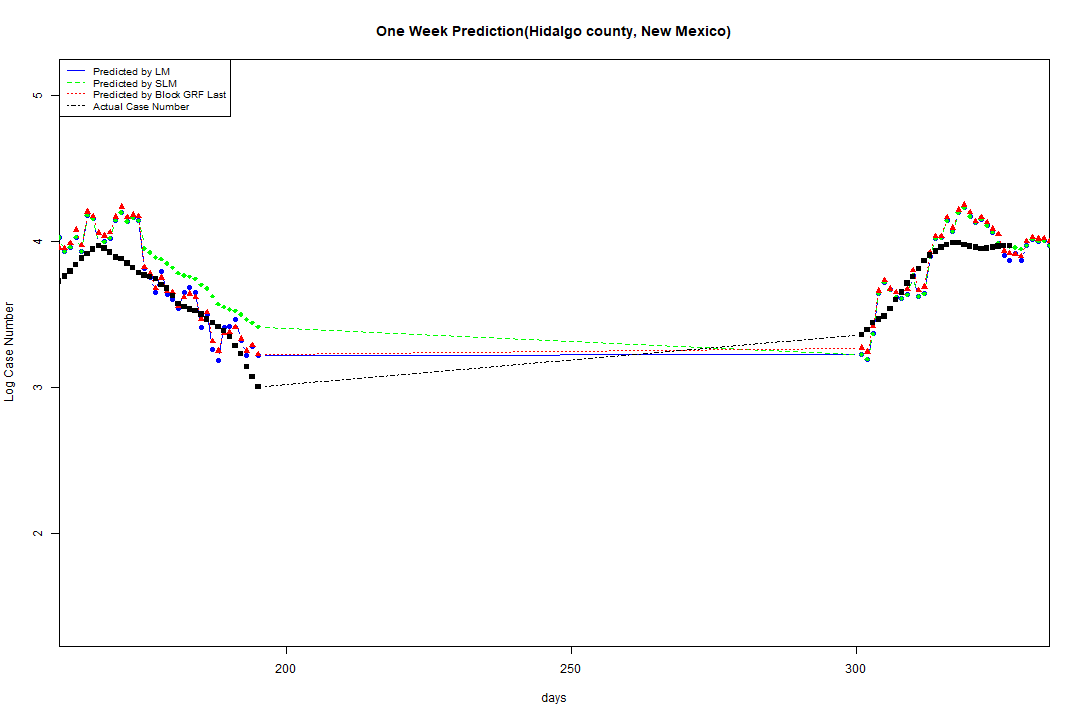 One Week Prediction(Hidalgo county, New Mexico)
Predicted by LM
Predicted by SLM
Predicted by Block GRF Last
Actual Case Number
5
4
3
2
Log Case Number
200 250 300
days